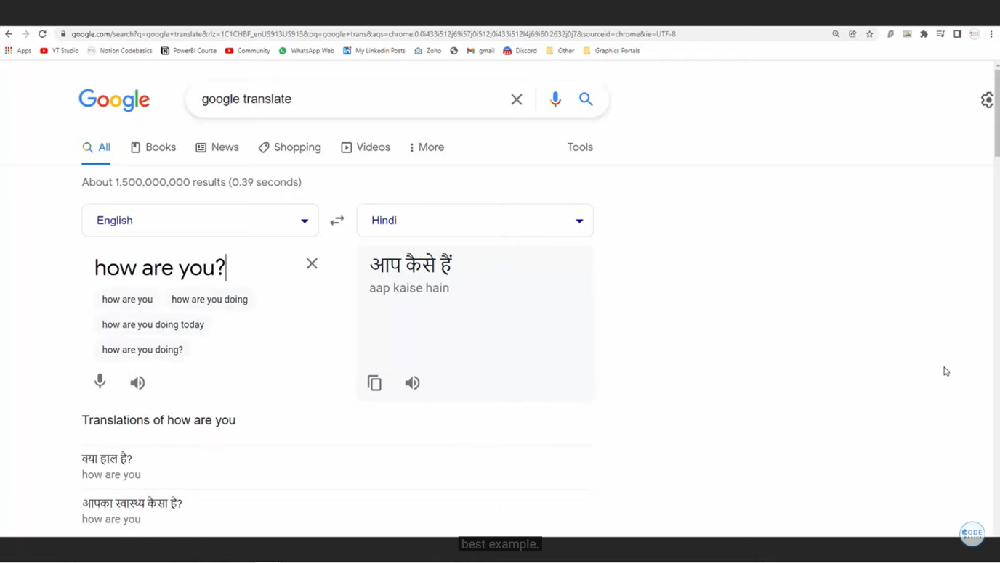 google.com/search?q=google+translate&rlz=1C1CHBF_enUS913US913&oq=google+trans&aqs=chrome.0.0i433i512j69i57j0i512j0i433i512l4j69i60.2632j0j7&sourceid=chrome&ie=UTF-8
Apps YT Studio Notion Codebasics PowerBI Course Community WhatsApp Web My Linkedin Posts Zoho gmail Discord Other Graphics Portals
Google google translate
All Books News Shopping Videos More Tools
About 1,500,000,000 results (0.39 seconds)
English Hindi
how are you? आप कैसे हैं
aap kaise hain
how are you how are you doing
how are you doing today
how are you doing?
Translations of how are you
क्या हाल है?
how are you
आपका स्वास्थ्य कैसा है?
how are you
CODE
BASICS
best example.